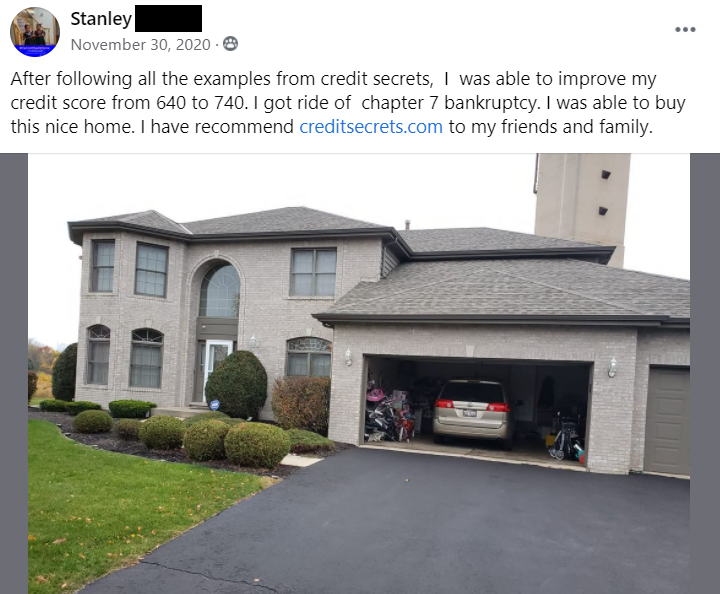 Stanley
November 30, 2020 ·
After following all the examples from credit secrets, I was able to improve my
credit score from 640 to 740. I got ride of chapter 7 bankruptcy. I was able to buy
this nice home. I have recommend creditsecrets.com to my friends and family.